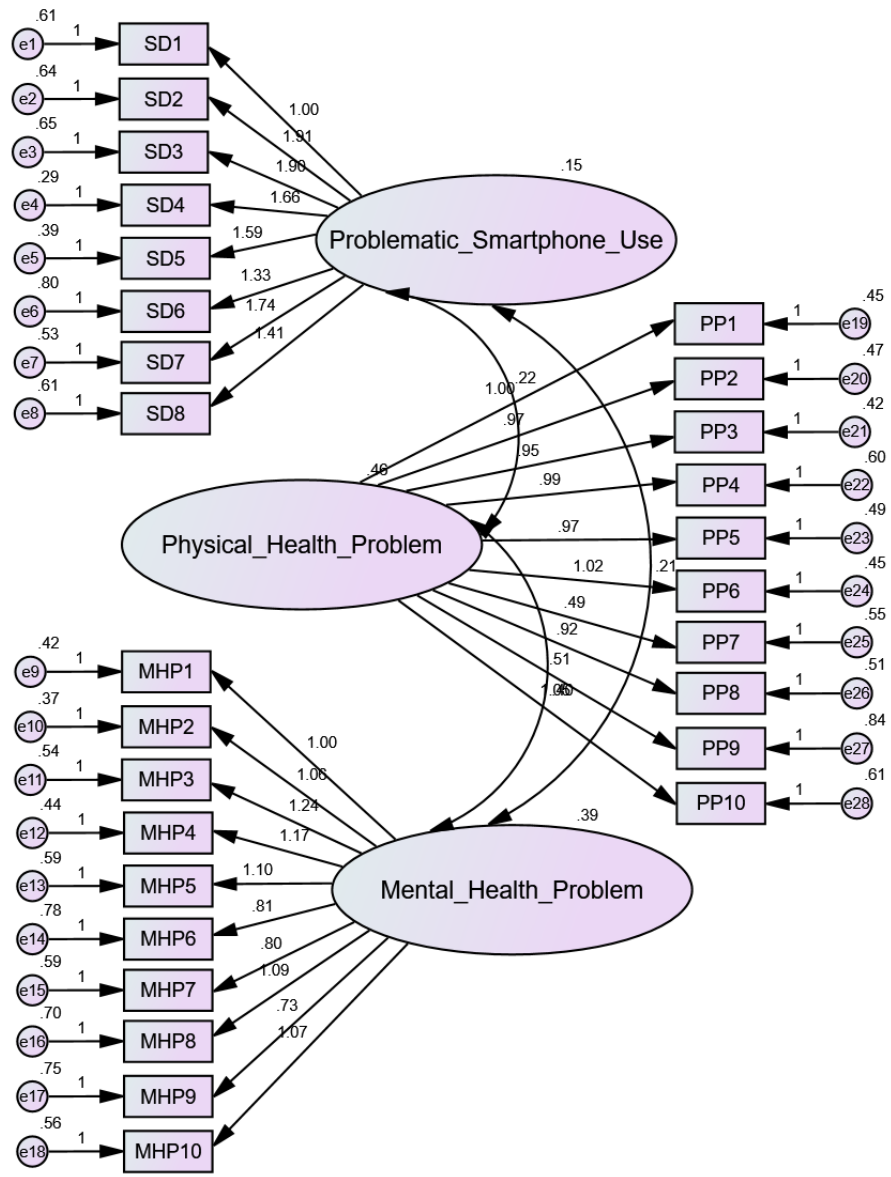 .61
e1 1 SD1
.64
e2 1 SD2
.65
e3 1 SD3
.29
e4 1 SD4
.39
e5 1 SD5
.80
e6 1 SD6
.53
e7 1 SD7
.61
e8 1 SD8
1.00
1.91
1.90
1.66
1.59
1.33
1.74
1.41
.15
Problematic_Smartphone_Use
.22
.21
.46
Physical_Health_Problem
1.00
.97
.95
.99
.97
1.02
.49
.92
.51
.45
PP1 1 e19
.47
PP2 1 e20
.42
PP3 1 e21
.60
PP4 1 e22
.49
PP5 1 e23
.45
PP6 1 e24
.55
PP7 1 e25
.51
PP8 1 e26
.84
PP9 1 e27
.61
PP10 1 e28
.42
e9 1 MHP1
.37
e10 1 MHP2
.54
e11 1 MHP3
.44
e12 1 MHP4
.59
e13 1 MHP5
.78
e14 1 MHP6
.59
e15 1 MHP7
.70
e16 1 MHP8
.75
e17 1 MHP9
.56
e18 1 MHP10
1.00
1.06
1.24
1.17
1.10
.81
.80
1.09
.73
1.07
.39
Mental_Health_Problem